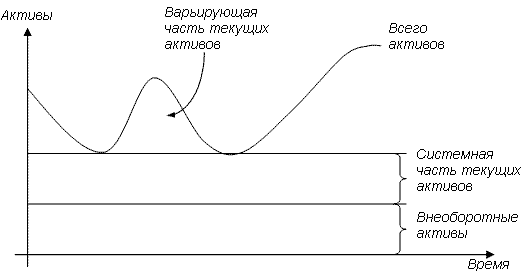 Активы
Варьирующая
часть текущих
активов
Всего
активов
Системная
часть текущих
активов
Внеоборотные
активы
Время